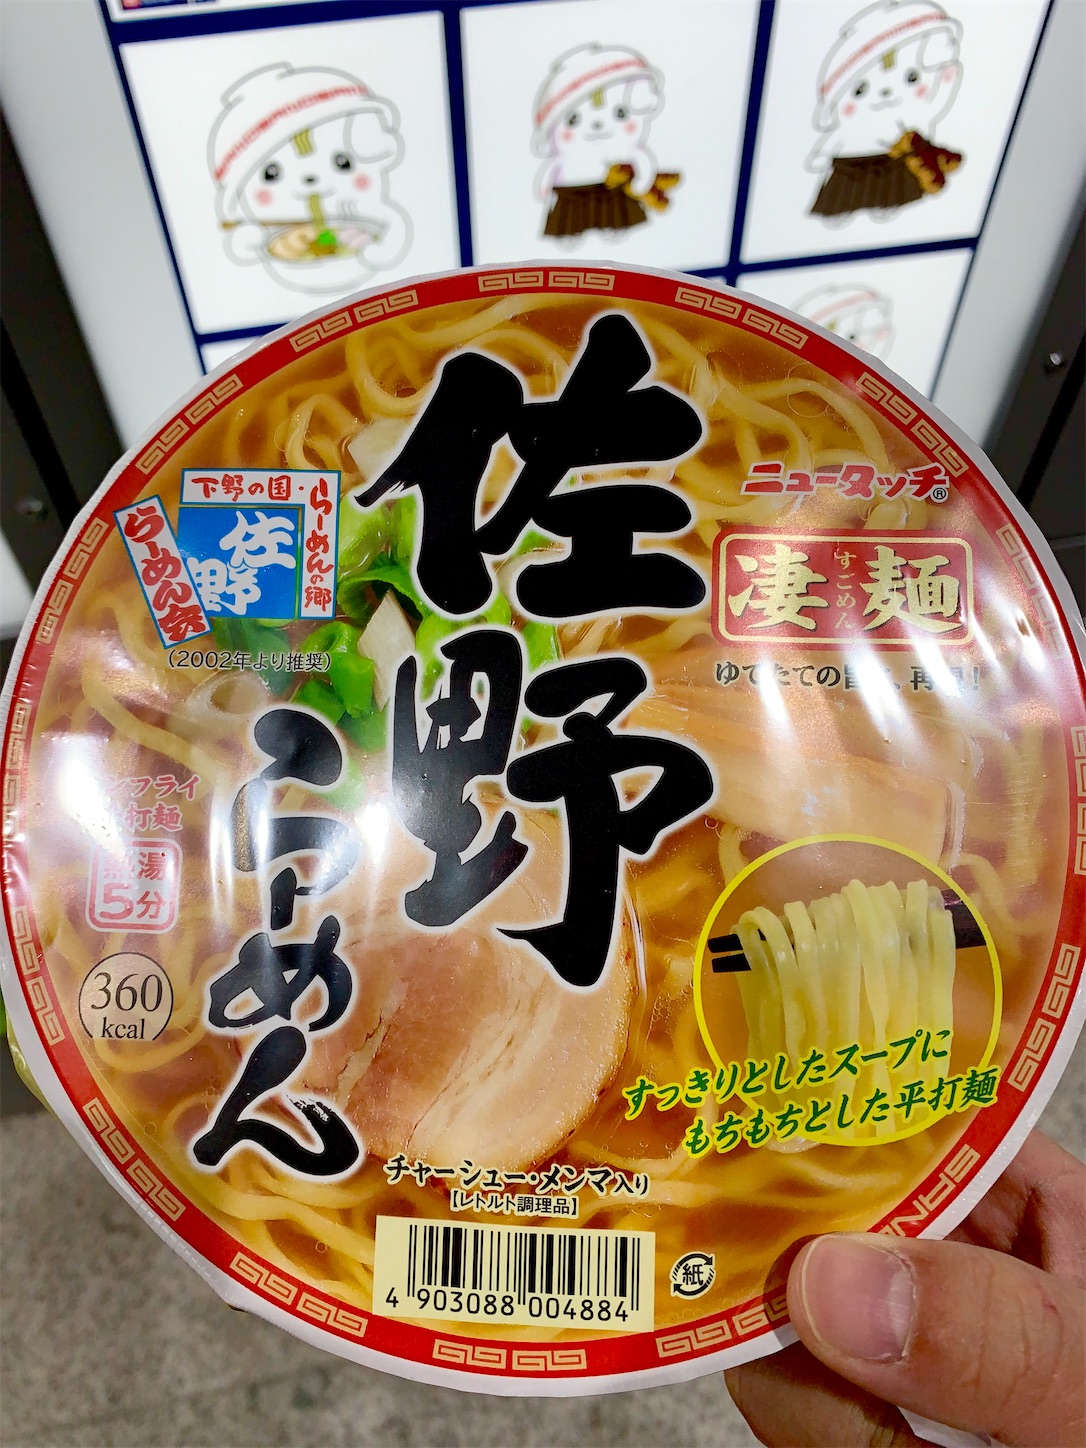 佐野
らーめん
下野の国・らーめんの郷
佐野
らーめん会
(2002年より推奨)
ニュータッチ®
凄麺
すごめん
ゆでたての旨
再
ンフライ
打麺
湯
5分
360
kcal
すっきりとしたスープに
もちもちとした平打麺
チャーシュー・メンマ入り
【レトルト調理品】
4 903088 004884
紙